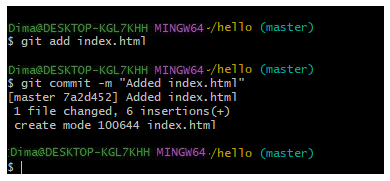 Dima@DESKTOP-KGL7KHH MINGW64 ~/hello (master)
$ git add index.html
Dima@DESKTOP-KGL7KHH MINGW64 ~/hello (master)
$ git commit -m "Added index.html"
[master 7a2d452] Added index.html
1 file changed, 6 insertions(+)
create mode 100644 index.html
Dima@DESKTOP-KGL7KHH MINGW64 ~/hello (master)
$